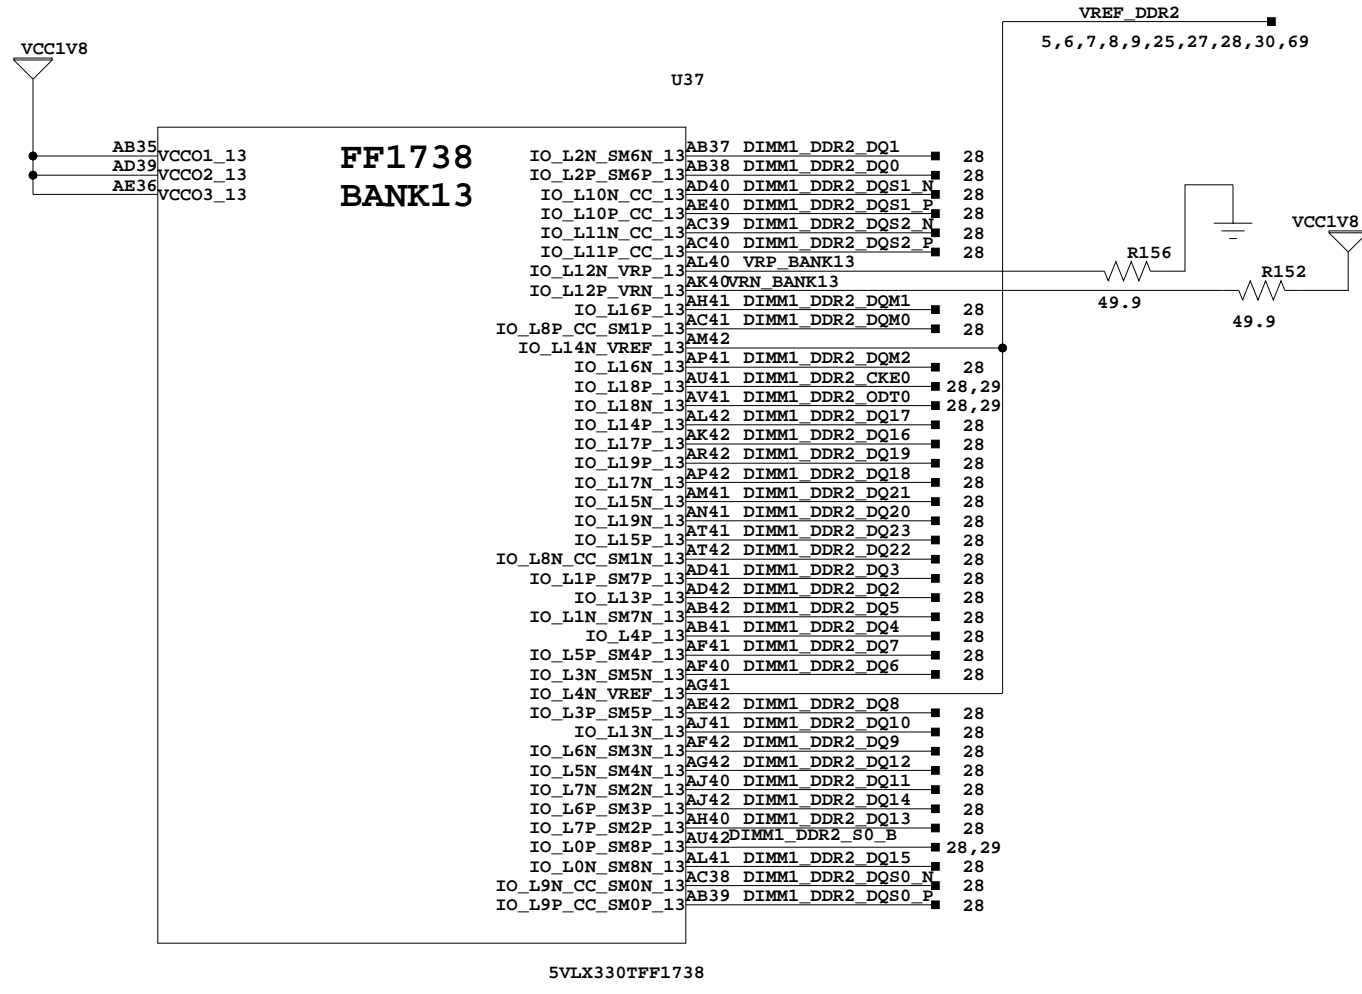 VREF_DDR2
5,6,7,8,9,25,27,28,30,69
VCC1V8
U37
FF1738
BANK13
AB35 VCCO1_13
AD39 VCCO2_13
AE36 VCCO3_13
IO_L2N_SM6N_13 AB37 DIMM1_DDR2_DQ1 28
IO_L2P_SM6P_13 AB38 DIMM1_DDR2_DQ0 28
IO_L10N_CC_13 AD40 DIMM1_DDR2_DQS1_N 28
IO_L10P_CC_13 AE40 DIMM1_DDR2_DQS1_P 28
IO_L11N_CC_13 AC39 DIMM1_DDR2_DQS2_N 28
IO_L11P_CC_13 AC40 DIMM1_DDR2_DQS2_P 28
IO_L12N_VRP_13 AL40 VRP_BANK13
IO_L12P_VRN_13 AK40 VRN_BANK13
IO_L16P_13 AH41 DIMM1_DDR2_DQM1 28
IO_L8P_CC_SM1P_13 AC41 DIMM1_DDR2_DQM0 28
IO_L14N_VREF_13 AM42
IO_L16N_13 AP41 DIMM1_DDR2_DQM2 28
IO_L18P_13 AU41 DIMM1_DDR2_CKE0 28,29
IO_L18N_13 AV41 DIMM1_DDR2_ODT0 28,29
IO_L14P_13 AL42 DIMM1_DDR2_DQ17 28
IO_L17P_13 AK42 DIMM1_DDR2_DQ16 28
IO_L19P_13 AR42 DIMM1_DDR2_DQ19 28
IO_L17N_13 AP42 DIMM1_DDR2_DQ18 28
IO_L15N_13 AM41 DIMM1_DDR2_DQ21 28
IO_L19N_13 AN41 DIMM1_DDR2_DQ20 28
IO_L15P_13 AT41 DIMM1_DDR2_DQ23 28
IO_L8N_CC_SM1N_13 AT42 DIMM1_DDR2_DQ22 28
IO_L1P_SM7P_13 AD41 DIMM1_DDR2_DQ3 28
IO_L13P_13 AD42 DIMM1_DDR2_DQ2 28
IO_L1N_SM7N_13 AB42 DIMM1_DDR2_DQ5 28
IO_L4P_13 AB41 DIMM1_DDR2_DQ4 28
IO_L5P_SM4P_13 AF41 DIMM1_DDR2_DQ7 28
IO_L3N_SM5N_13 AF40 DIMM1_DDR2_DQ6 28
IO_L4N_VREF_13 AG41
IO_L3P_SM5P_13 AE42 DIMM1_DDR2_DQ8 28
IO_L13N_13 AJ41 DIMM1_DDR2_DQ10 28
IO_L6N_SM3N_13 AF42 DIMM1_DDR2_DQ9 28
IO_L5N_SM4N_13 AG42 DIMM1_DDR2_DQ12 28
IO_L7N_SM2N_13 AJ40 DIMM1_DDR2_DQ11 28
IO_L6P_SM3P_13 AJ42 DIMM1_DDR2_DQ14 28
IO_L7P_SM2P_13 AH40 DIMM1_DDR2_DQ13 28
IO_L0P_SM8P_13 AU42 DIMM1_DDR2_S0_B 28,29
IO_L0N_SM8N_13 AL41 DIMM1_DDR2_DQ15 28
IO_L9N_CC_SM0N_13 AC38 DIMM1_DDR2_DQS0_N 28
IO_L9P_CC_SM0P_13 AB39 DIMM1_DDR2_DQS0_P 28
VCC1V8
R156
49.9
R152
49.9
5VLX330TFF1738